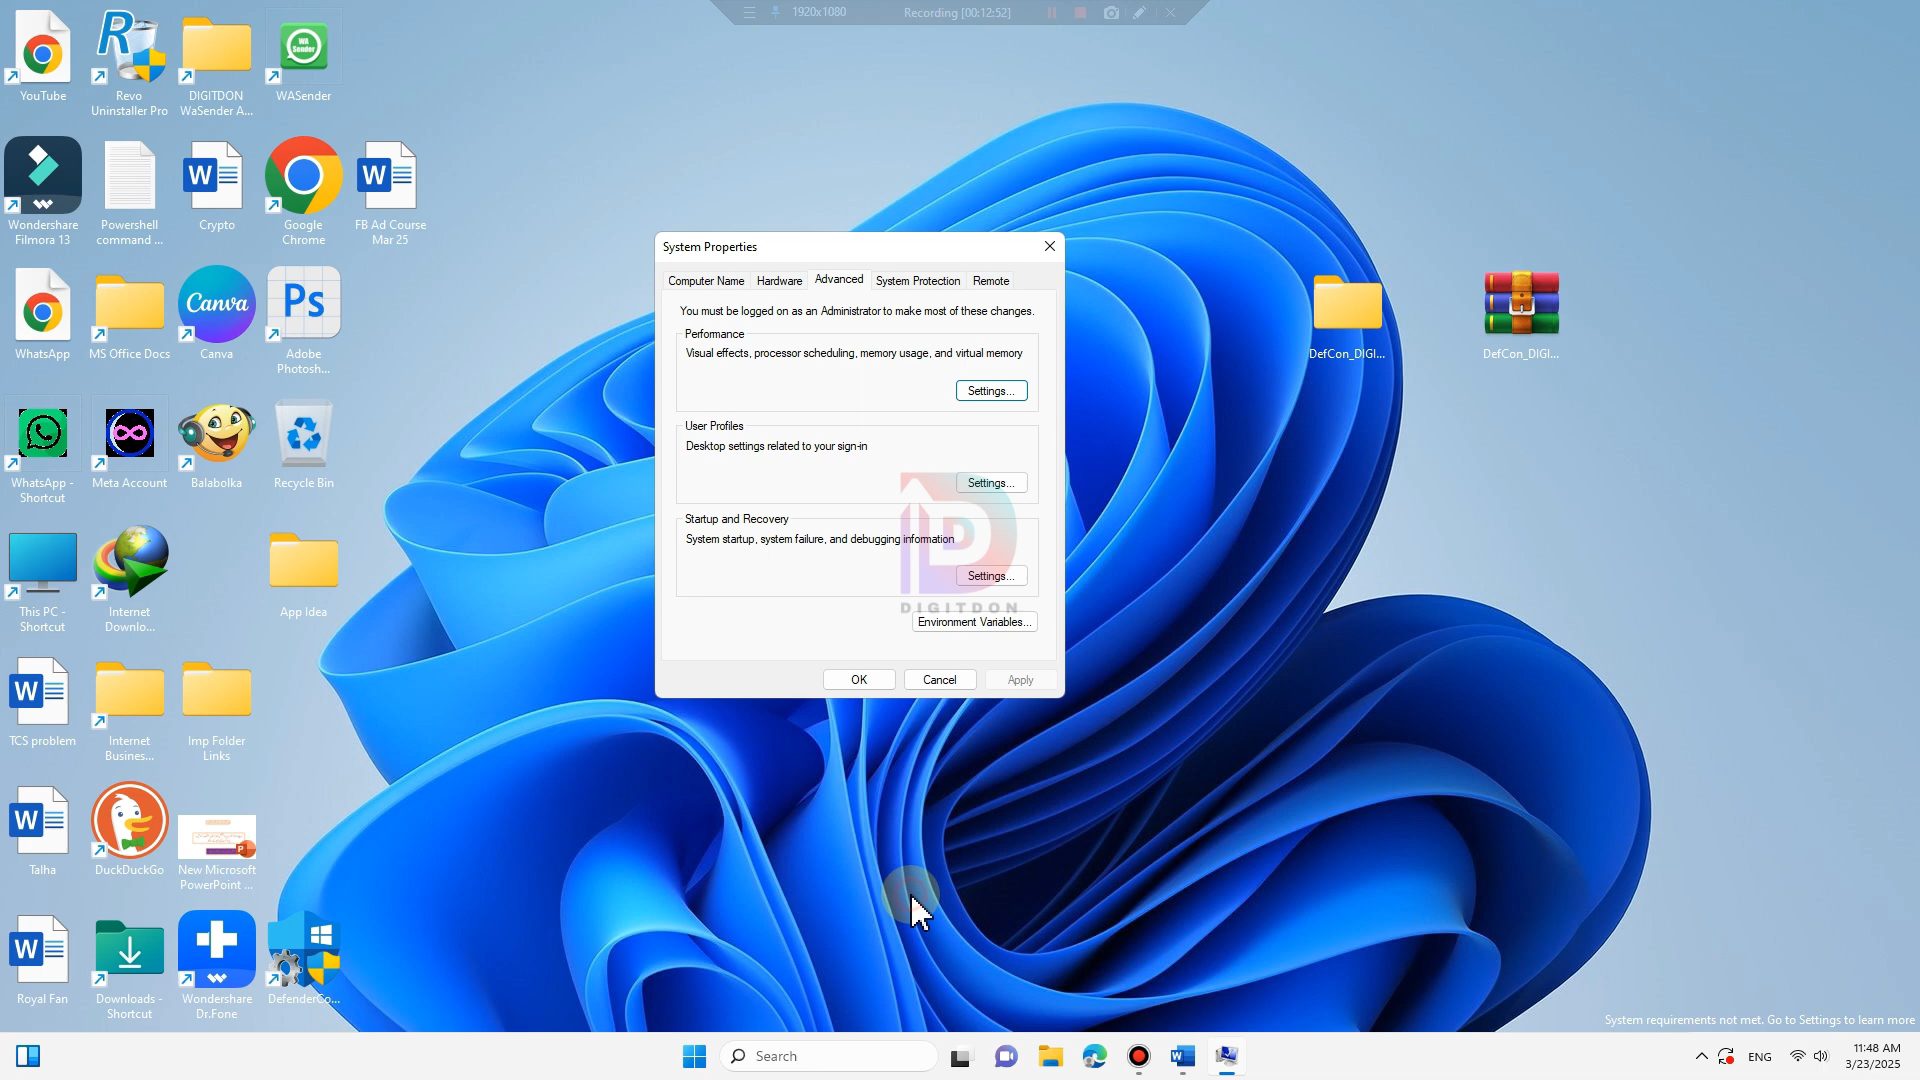 1920x1080
Recording [00:12:52]
YouTube
Revo
Uninstaller Pro
DIGITDON
WaSender A...
WA
Sender
WASender
Wondershare
Filmora 13
Powershell
command ...
Crypto
Google
Chrome
FB Ad Course
Mar 25
WhatsApp
MS Office Docs
Canva
Canva
Ps
Adobe
Photosh...
WhatsApp -
Shortcut
Meta Account
Balabolka
Recycle Bin
This PC -
Shortcut
Internet
Downlo...
App Idea
TCS problem
Internet
Busines...
Imp Folder
Links
Talha
DuckDuckGo
New Microsoft
PowerPoint ...
Royal Fan
Downloads -
Shortcut
Wondershare
Dr.Fone
DefenderCo...
System Properties
Computer Name
Hardware
Advanced
System Protection
Remote
You must be logged on as an Administrator to make most of these changes.
Performance
Visual effects, processor scheduling, memory usage, and virtual memory
Settings...
User Profiles
Desktop settings related to your sign-in
Settings...
Startup and Recovery
System startup, system failure, and debugging information
Settings...
DIGITDON
Environment Variables...
OK
Cancel
Apply
DefCon_DIGI...
DefCon_DIGI...
System requirements not met. Go to Settings to learn more
Search
ENG
11:48 AM
3/23/2025